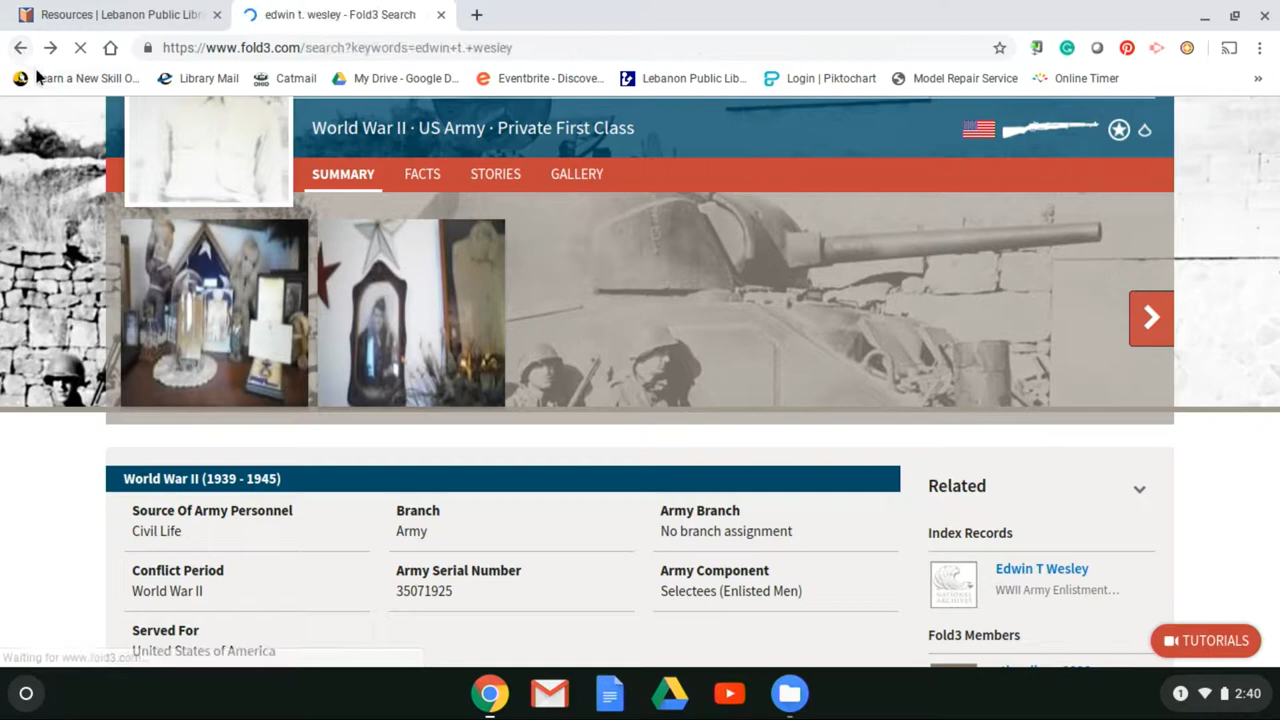 Resources | Lebanon Public Libr
edwin t. wesley - Fold3 Search
https://www.fold3.com/search?keywords=edwin+t.+wesley
earn a New Skill O...
Library Mail
Catmail
My Drive - Google D...
Eventbrite - Discove...
Lebanon Public Lib...
Login | Piktochart
Model Repair Service
Online Timer
»
World War II · US Army · Private First Class
SUMMARY
FACTS
STORIES
GALLERY
World War II (1939 - 1945)
Source Of Army Personnel
Civil Life
Branch
Army
Army Branch
No branch assignment
Conflict Period
World War II
Army Serial Number
35071925
Army Component
Selectees (Enlisted Men)
Served For
United States of America
Related
Index Records
Edwin T Wesley
WWII Army Enlistment...
Fold3 Members
TUTORIALS
Waiting for www.fold3.com...
1
2:40